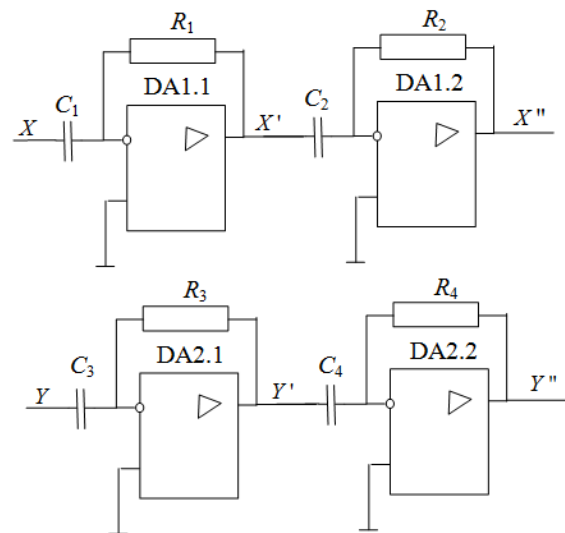 R1 R2
DA1.1 DA1.2
C1 C2
X X' X"
R3 R4
DA2.1 DA2.2
C3 C4
Y Y' Y"